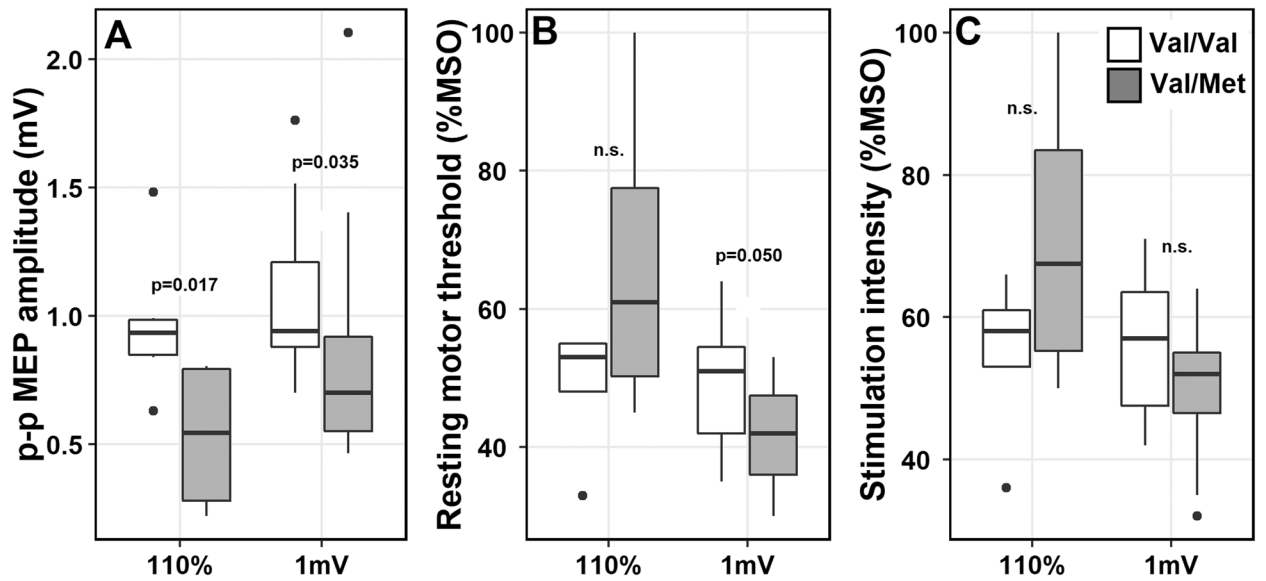 A
p-p MEP amplitude (mV)
2.0
1.5
1.0
0.5
p=0.017
p=0.035
110%
1mV
B
Resting motor threshold (%MSO)
100
80
60
40
n.s.
p=0.050
110%
1mV
C
Stimulation intensity (%MSO)
100
80
60
40
n.s.
n.s.
Val/Val
Val/Met
110%
1mV